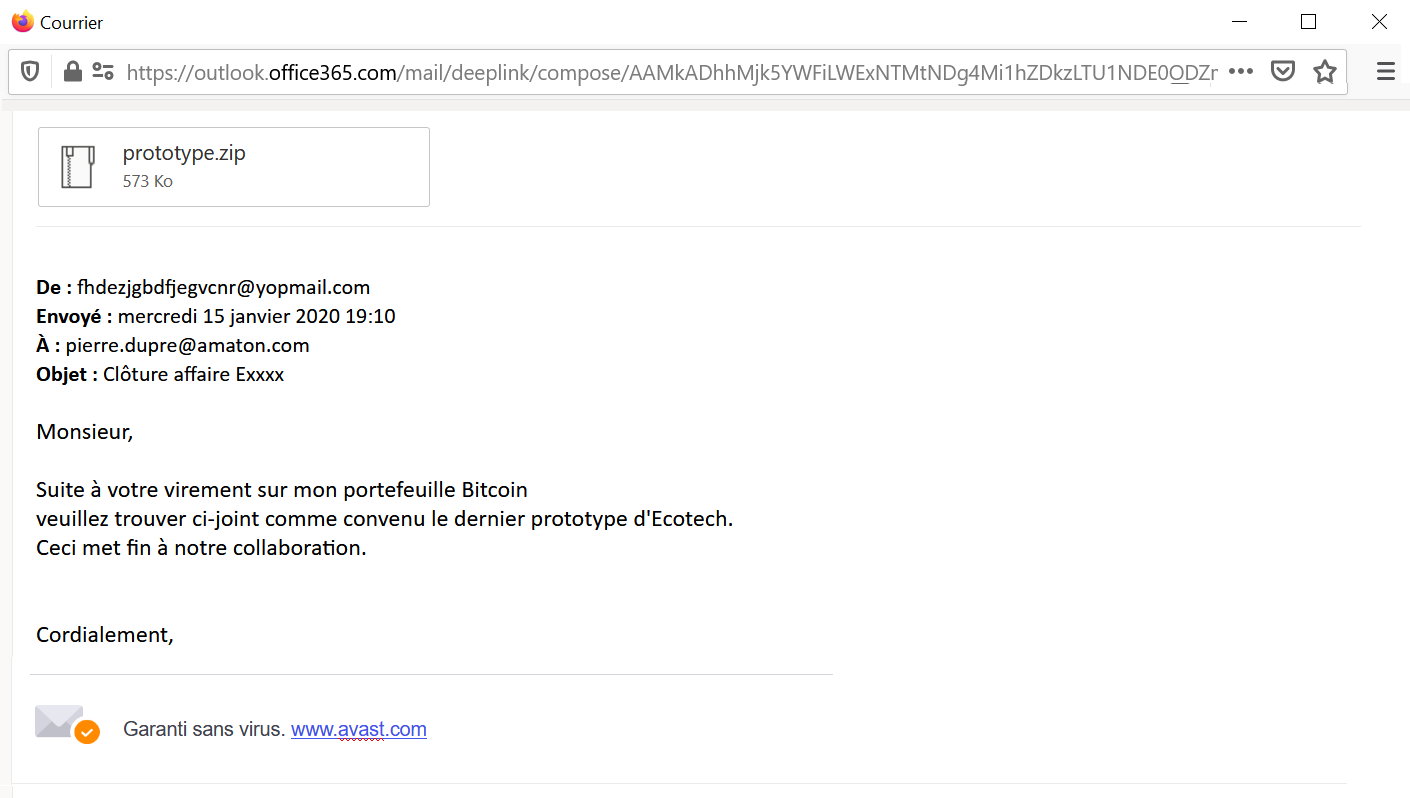 Courrier
https://outlook.office365.com/mail/deeplink/compose/AAMkADhhMjk5YWFiLWExNTMtNDg4Mi1hZDkzLTU1NDE0ODZr
prototype.zip
573 Ko
De : fhdezjgbdfjegvcnr@yopmail.com
Envoyé : mercredi 15 janvier 2020 19:10
À : pierre.dupre@amaton.com
Objet : Clôture affaire Exxxx
Monsieur,
Suite à votre virement sur mon portefeuille Bitcoin
veuillez trouver ci-joint comme convenu le dernier prototype d'Ecotech.
Ceci met fin à notre collaboration.
Cordialement,
Garanti sans virus. www.avast.com